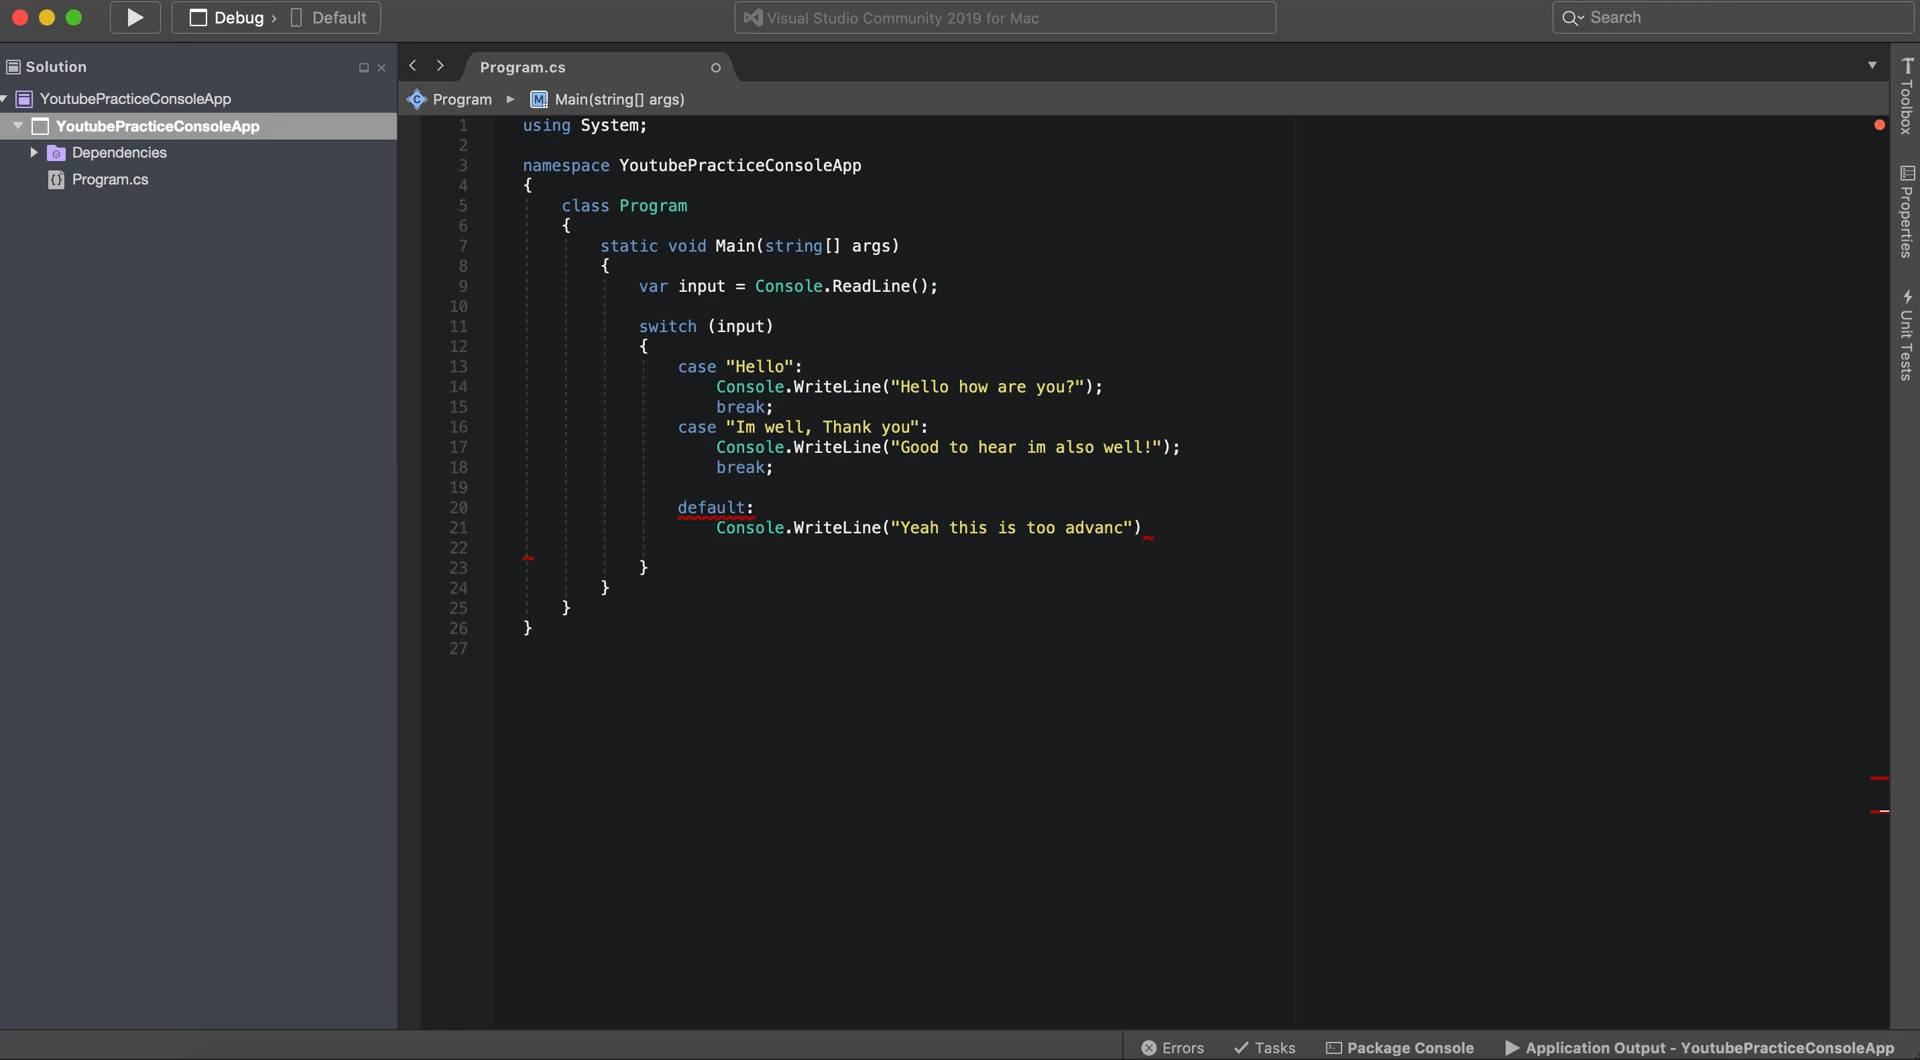 Debug › Default
Visual Studio Community 2019 for Mac
Search
Solution
YoutubePracticeConsoleApp
YoutubePracticeConsoleApp
Dependencies
Program.cs
Program.cs
Program ▸ Main(string[] args)
1 using System;
2
3 namespace YoutubePracticeConsoleApp
4 {
5 class Program
6 {
7 static void Main(string[] args)
8 {
9 var input = Console.ReadLine();
10
11 switch (input)
12 {
13 case "Hello":
14 Console.WriteLine("Hello how are you?");
15 break;
16 case "Im well, Thank you":
17 Console.WriteLine("Good to hear im also well!");
18 break;
19
20 default:
21 Console.WriteLine("Yeah this is too advanc")
22
23 }
24 }
25 }
26 }
27
Toolbox
Properties
Unit Tests
Errors Tasks Package Console Application Output - YoutubePracticeConsoleApp